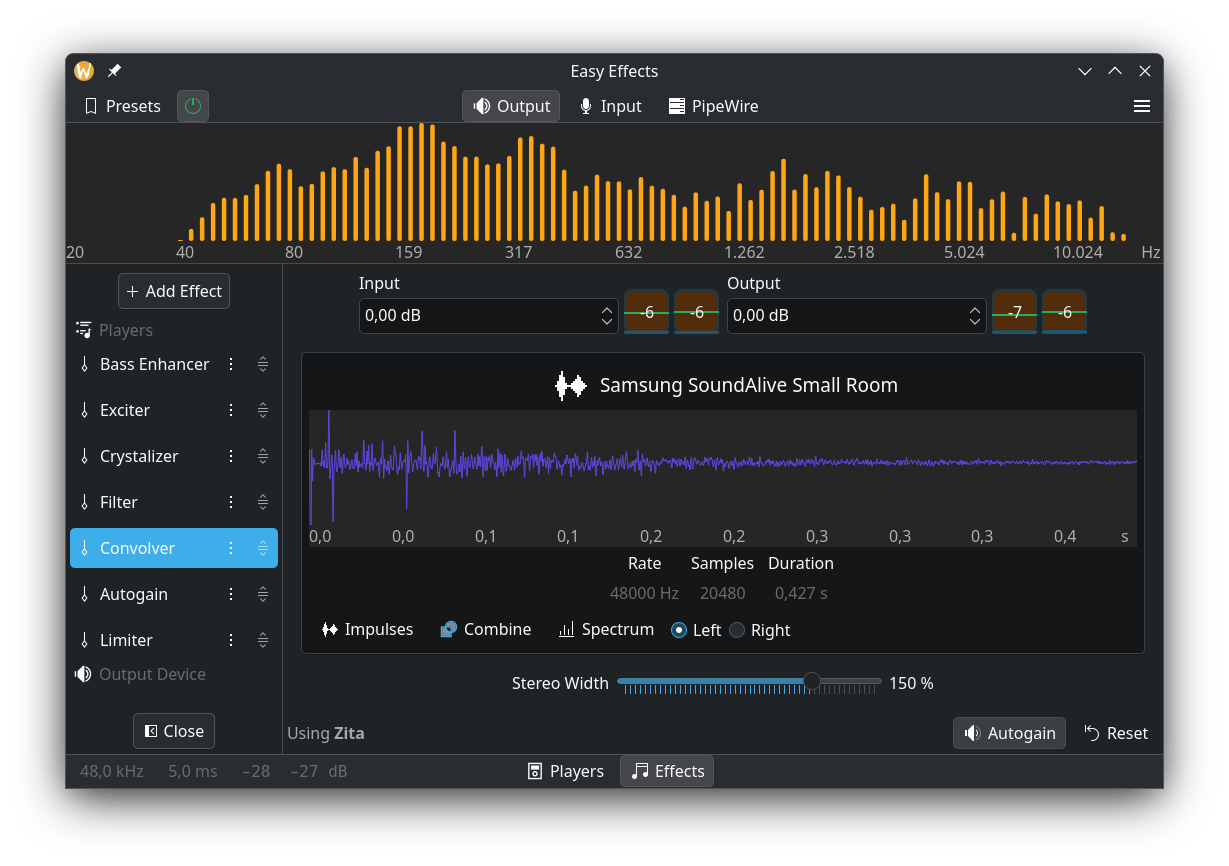 Easy Effects
Presets
Output Input PipeWire
20 40 80 159 317 632 1.262 2.518 5.024 10.024 Hz
+ Add Effect
Players
Bass Enhancer
Exciter
Crystalizer
Filter
Convolver
Autogain
Limiter
Output Device
Close
Input Output
0,00 dB -6 -6 0,00 dB -7 -6
Samsung SoundAlive Small Room
0,0 0,0 0,1 0,1 0,2 0,2 0,3 0,3 0,3 0,4 s
Rate Samples Duration
48000 Hz 20480 0,427 s
Impulses Combine Spectrum Left Right
Stereo Width 150 %
Using Zita Autogain Reset
48,0 kHz 5,0 ms −28 −27 dB Players Effects